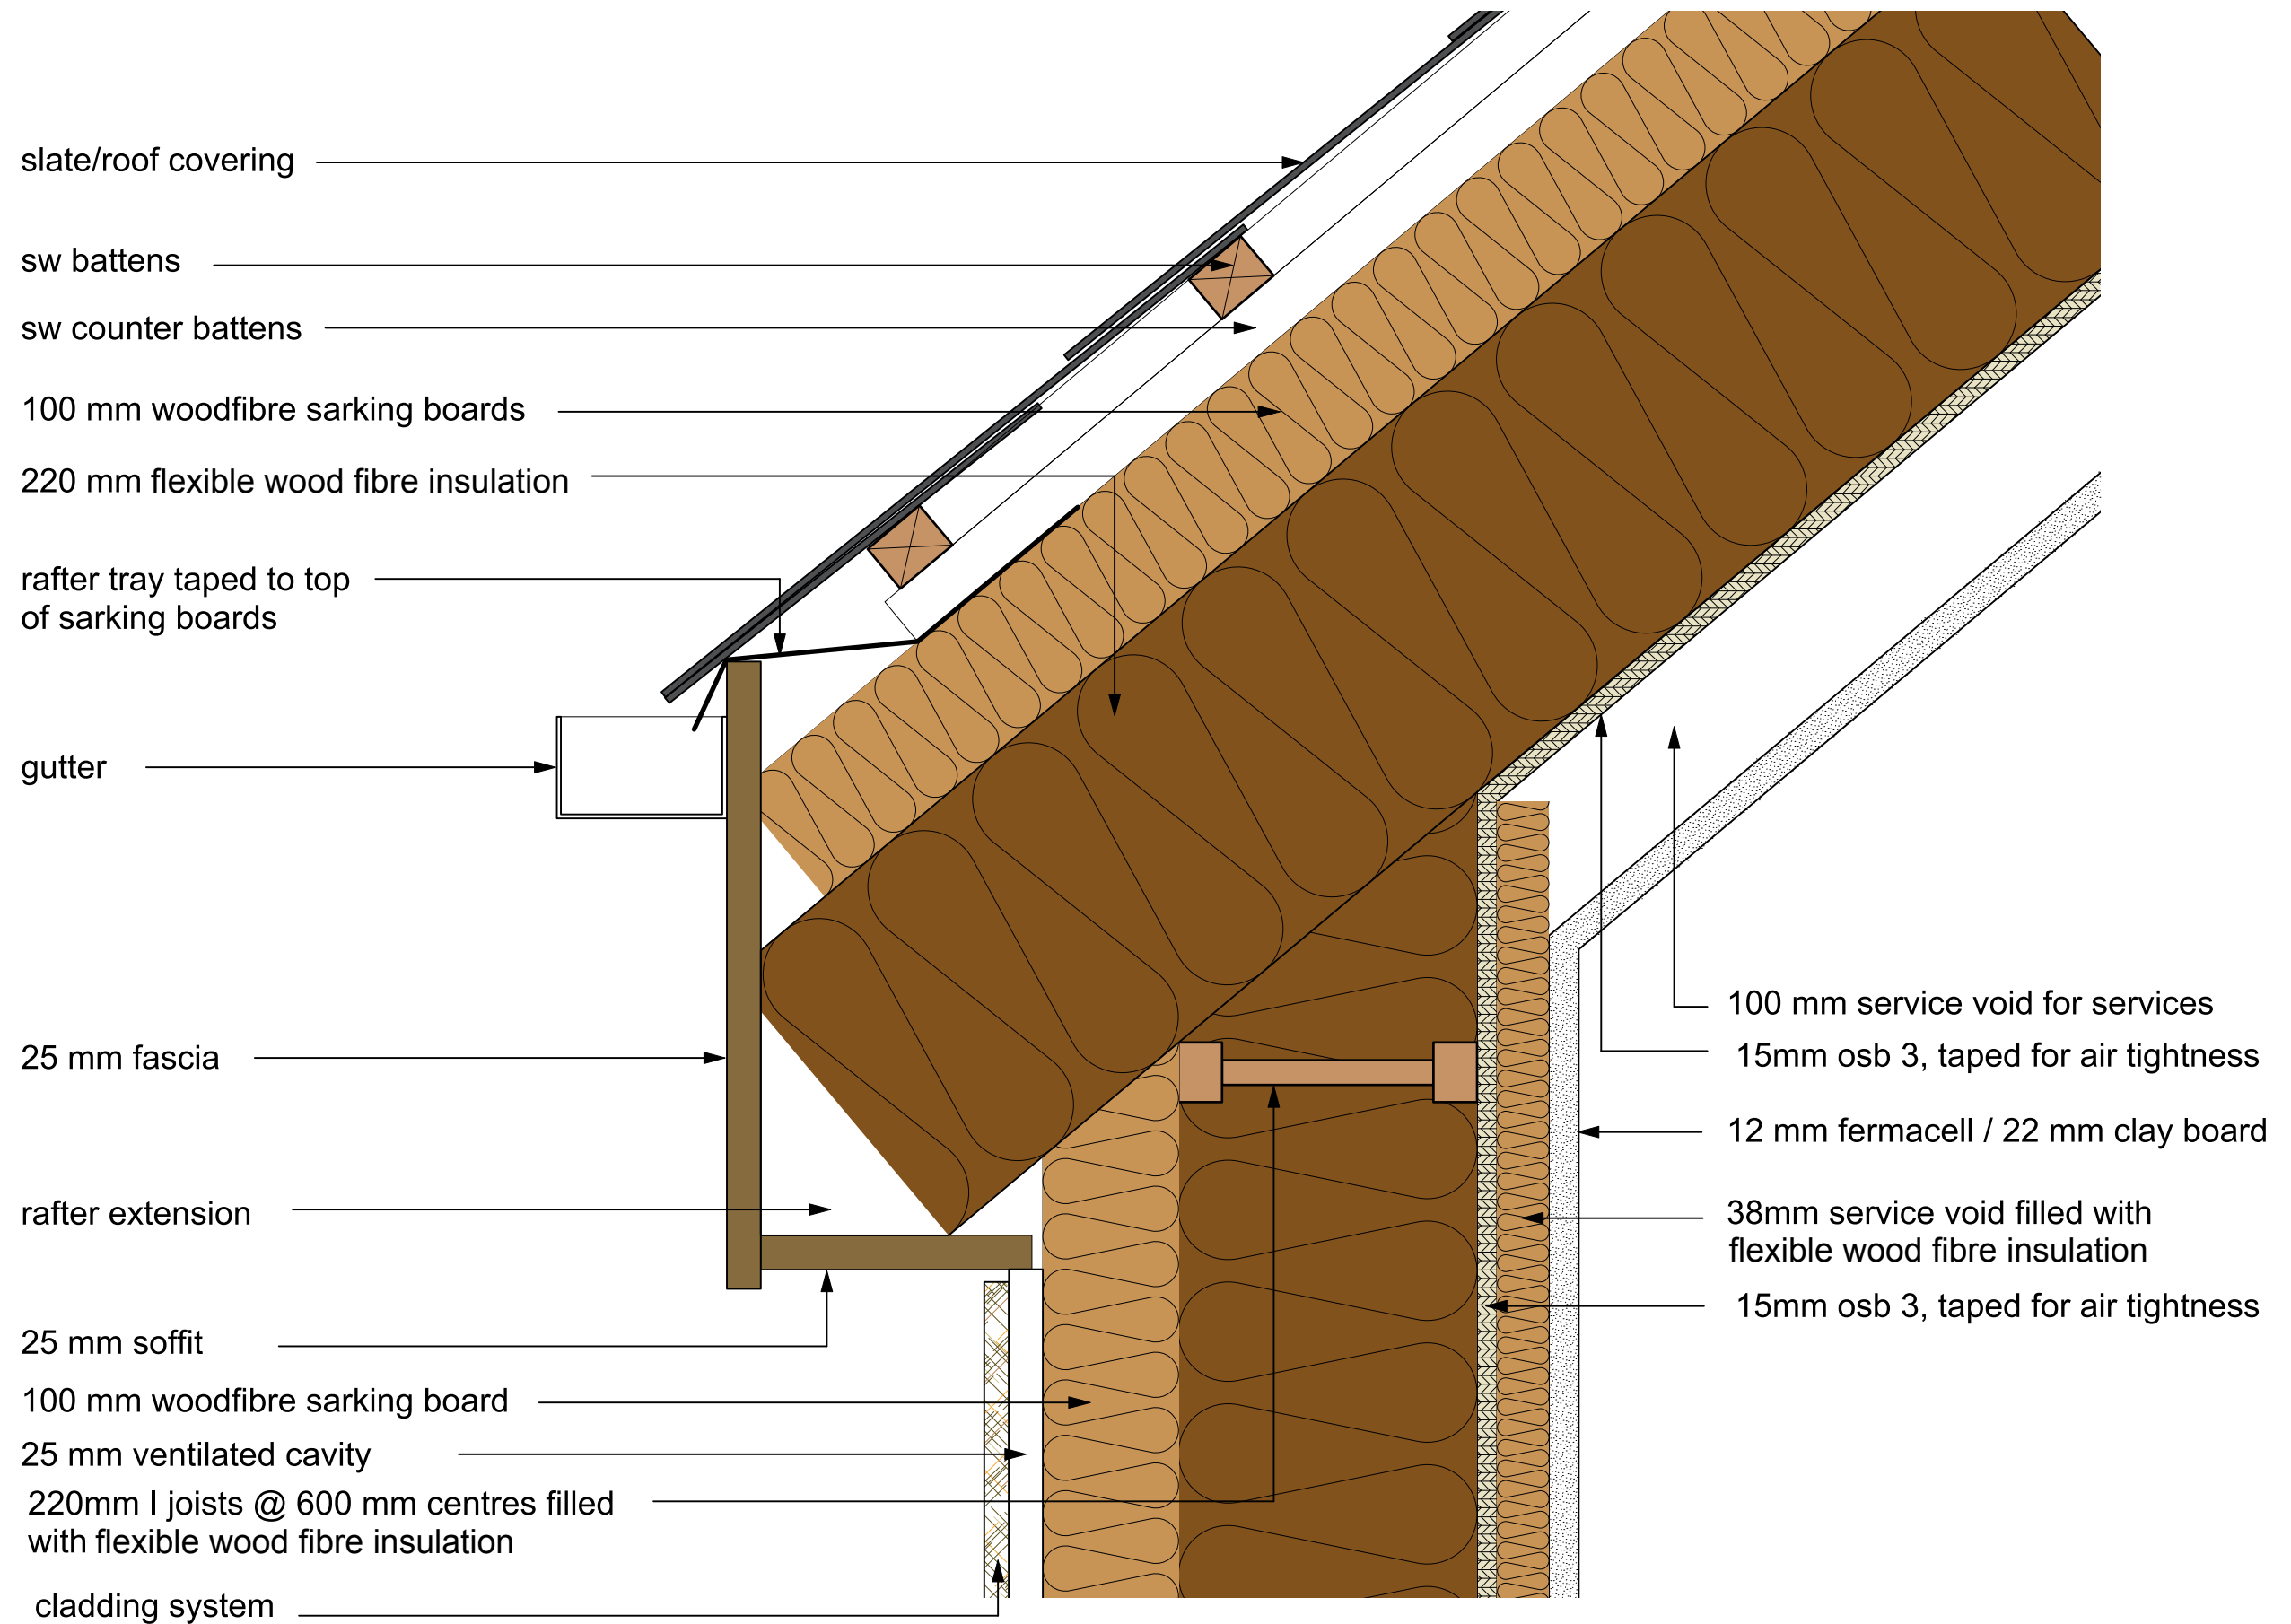 slate/roof covering
sw battens
sw counter battens
100 mm woodfibre sarking boards
220 mm flexible wood fibre insulation
rafter tray taped to top
of sarking boards
gutter
25 mm fascia
rafter extension
25 mm soffit
100 mm woodfibre sarking board
25 mm ventilated cavity
220mm I joists @ 600 mm centres filled
with flexible wood fibre insulation
cladding system
100 mm service void for services
15mm osb 3, taped for air tightness
12 mm fermacell / 22 mm clay board
38mm service void filled with
flexible wood fibre insulation
15mm osb 3, taped for air tightness